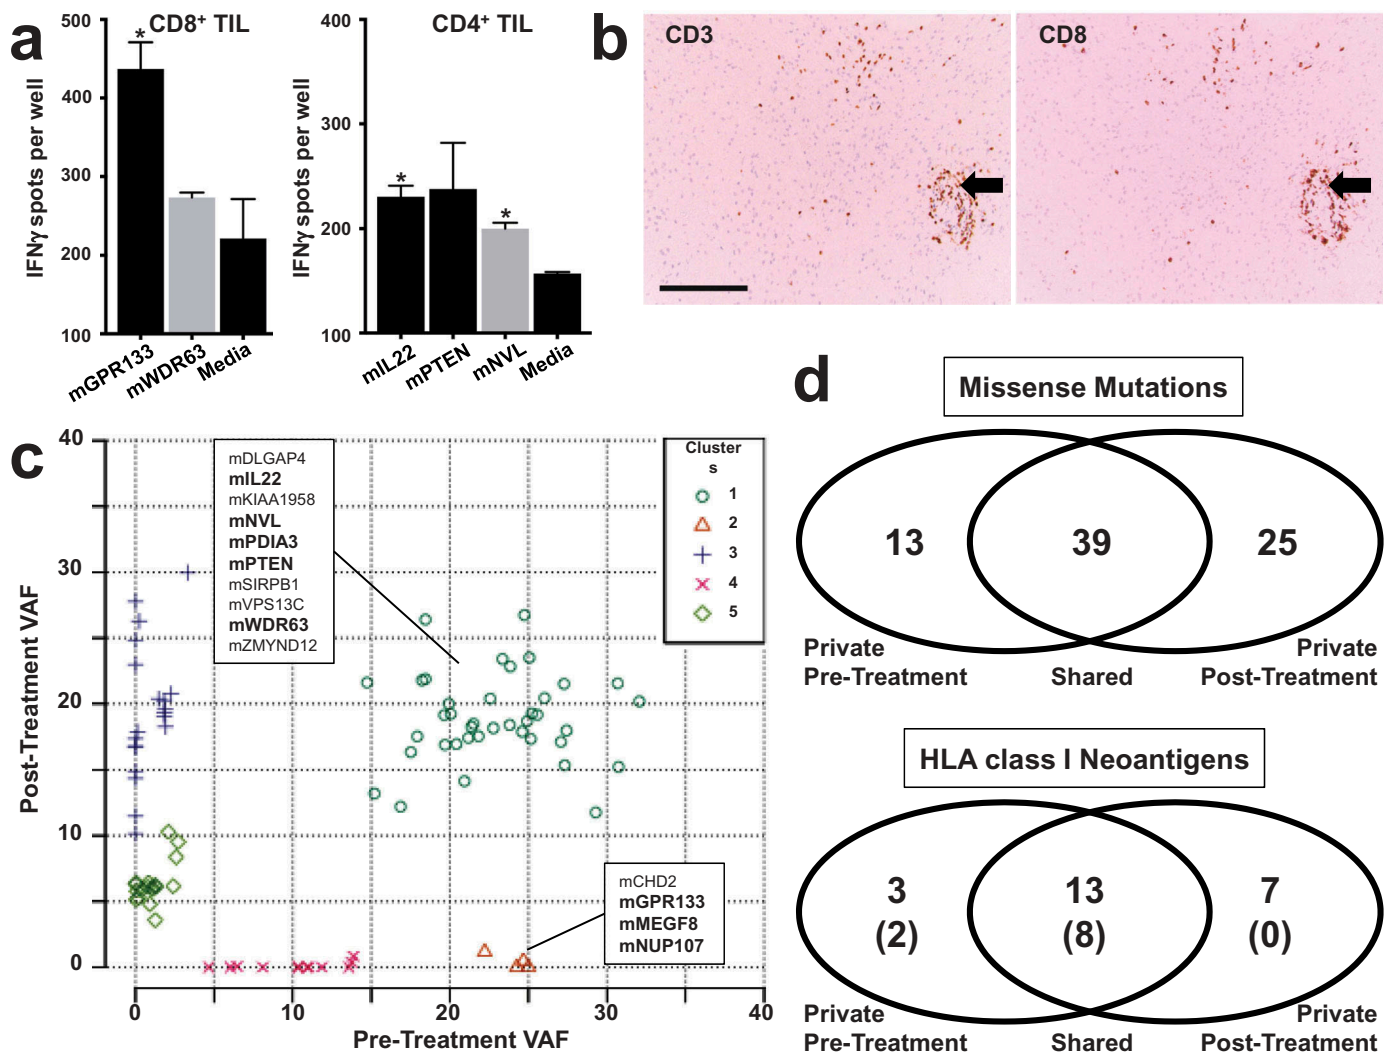 a
CD8+ TIL
IFNγ spots per well
500
400
300
200
100
*
mGPR133
mWDR63
Media
CD4+ TIL
IFNγ spots per well
400
300
200
100
*
*
mIL22
mPTEN
mNVL
Media
b
CD3
CD8
c
Post-Treatment VAF
40
30
20
10
0
mDLGAP4
mIL22
mKIAA1958
mNVL
mPDIA3
mPTEN
mSIRPB1
mVPS13C
mWDR63
mZMYND12
Cluster
s
1
2
3
4
5
mCHD2
mGPR133
mMEGF8
mNUP107
0
10
20
30
40
Pre-Treatment VAF
d
Missense Mutations
13
39
25
Private
Pre-Treatment
Shared
Private
Post-Treatment
HLA class I Neoantigens
3
(2)
13
(8)
7
(0)
Private
Pre-Treatment
Shared
Private
Post-Treatment